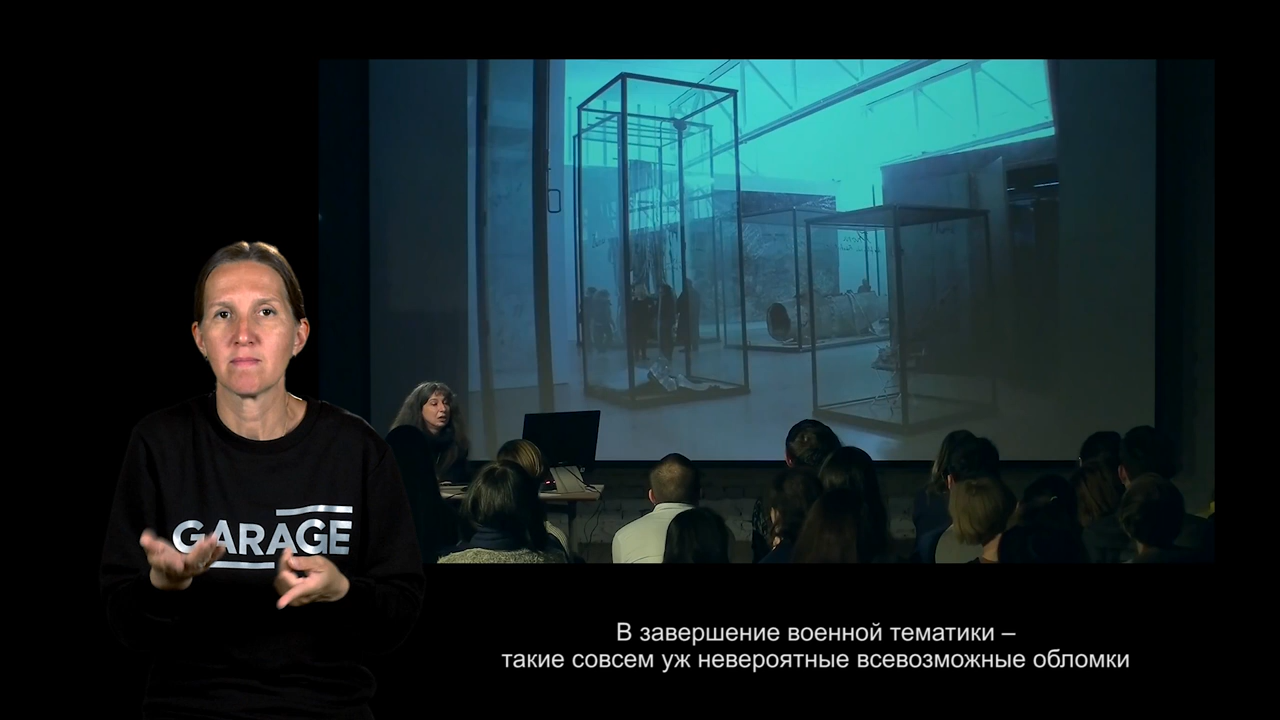 GARAGE
В завершение военной тематики –
такие совсем уж невероятные всевозможные обломки